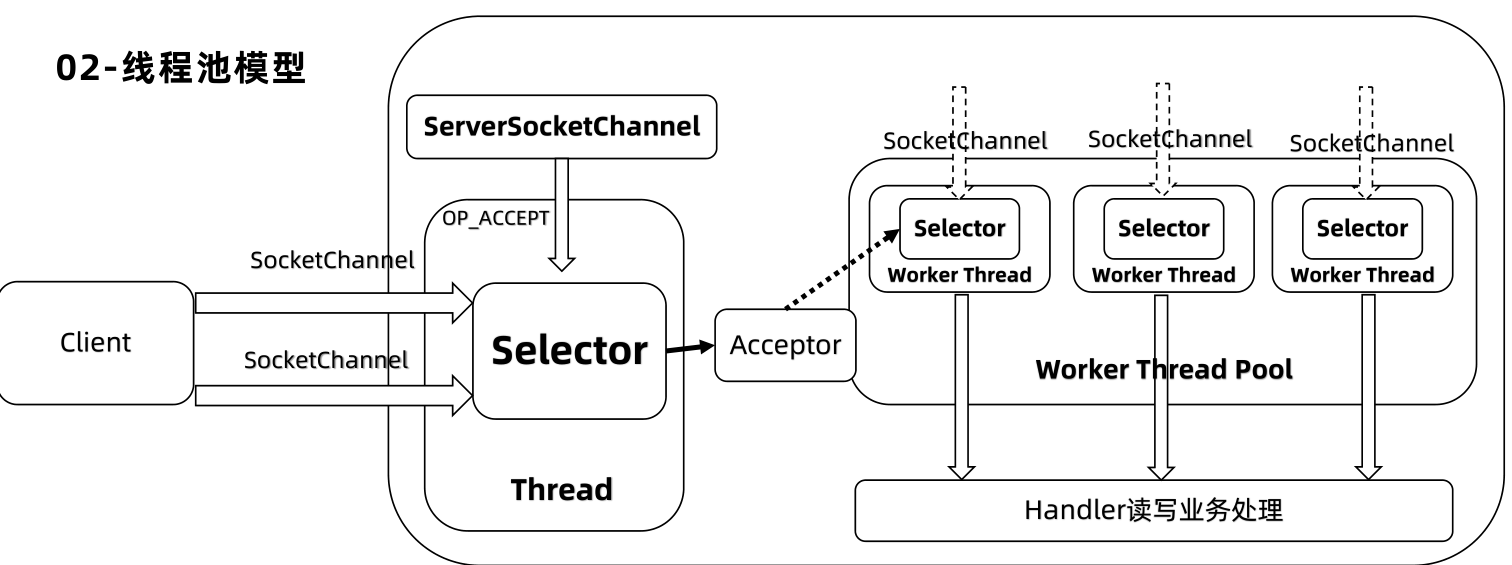 02-线程池模型
ServerSocketChannel
OP_ACCEPT
SocketChannel
SocketChannel
Client
Selector
Thread
Acceptor
SocketChannel
SocketChannel
SocketChannel
Selector
Selector
Selector
Worker Thread
Worker Thread
Worker Thread
Worker Thread Pool
Handler读写业务处理